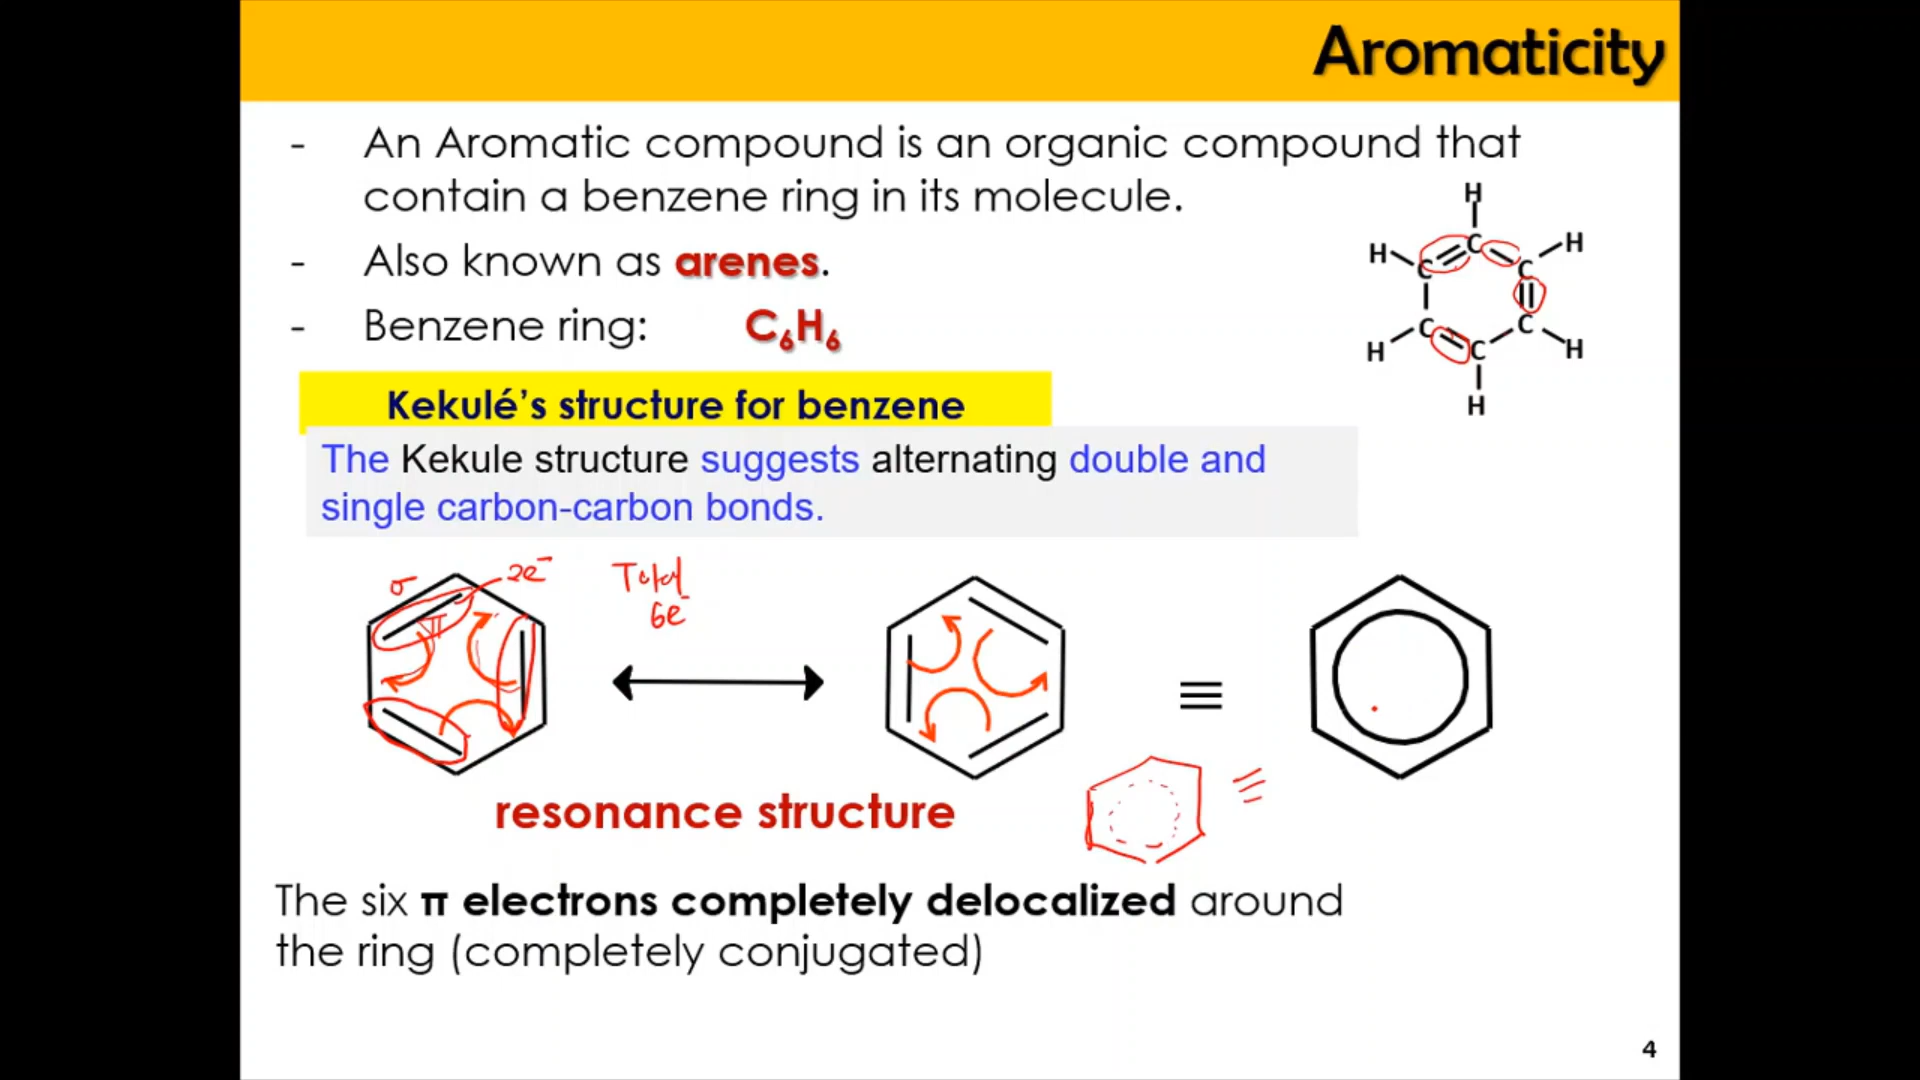 Aromaticity
- An Aromatic compound is an organic compound that
contain a benzene ring in its molecule.
- Also known as arenes.
- Benzene ring: C₆H₆
H
H C H
C C
C C
H C H
H
Kekulé's structure for benzene
The Kekule structure suggests alternating double and
single carbon-carbon bonds.
σ 2e⁻ Total
π 6e⁻
≡
=
resonance structure
The six π electrons completely delocalized around
the ring (completely conjugated)
4